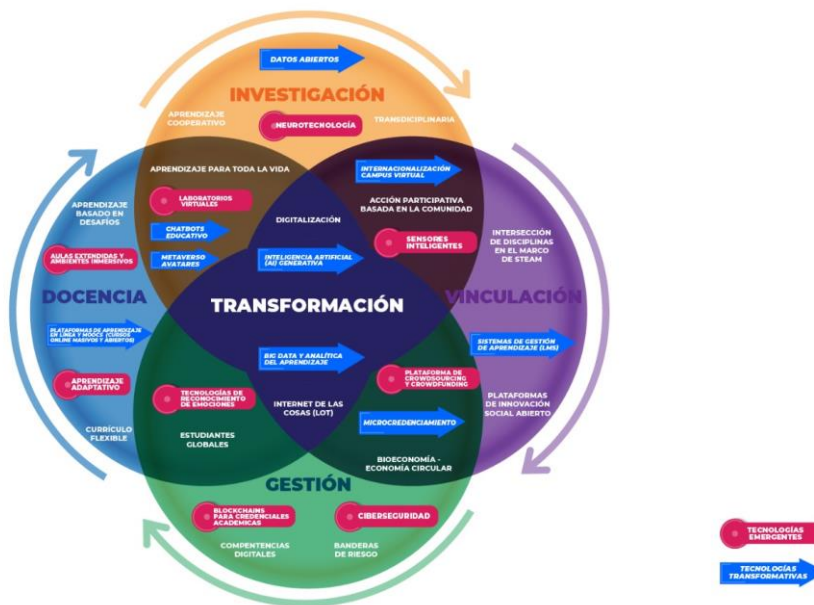 DATOS ABIERTOS
INVESTIGACIÓN
APRENDIZAJE
COOPERATIVO
NEUROTECNOLOGÍA
TRANSDICIPLINARIA
APRENDIZAJE PARA TODA LA VIDA
INTERNACIONALIZACIÓN
CAMPUS VIRTUAL
LABORATORIOS
VIRTUALES
ACCIÓN PARTICIPATIVA
BASADA EN LA COMUNIDAD
APRENDIZAJE
BASADO EN
DESAFÍOS
DIGITALIZACIÓN
CHATBOTS
EDUCATIVO
SENSORES
INTELIGENTES
INTERSECCIÓN
DE DISCIPLINAS
EN EL MARCO
DE STEAM
AULAS EXTENDIDAS Y
AMBIENTES INMERSIVOS
METAVERSO
AVATARES
INTELIGENCIA ARTIFICIAL
(AI) GENERATIVA
DOCENCIA
TRANSFORMACIÓN
VINCULACIÓN
PLATAFORMAS DE APRENDIZAJE
EN LÍNEA Y MOOCS (CURSOS
ONLINE MASIVOS Y ABIERTOS)
SISTEMAS DE GESTIÓN
DE APRENDIZAJE (LMS)
BIG DATA Y ANALÍTICA
DEL APRENDIZAJE
PLATAFORMA DE
CROWDSOURCING
Y CROWDFUNDING
APRENDIZAJE
ADAPTATIVO
TECNOLOGÍAS DE
RECONOCIMIENTO
DE EMOCIONES
INTERNET DE LAS
COSAS (LOT)
PLATAFORMAS
DE INNOVACIÓN
SOCIAL ABIERTO
MICROCREDENCIAMIENTO
CURRÍCULO
FLEXIBLE
ESTUDIANTES
GLOBALES
BIOECONOMÍA -
ECONOMÍA CIRCULAR
GESTIÓN
BLOCKCHAINS
PARA CREDENCIALES
ACADÉMICAS
CIBERSEGURIDAD
COMPENTENCIAS
DIGITALES
BANDERAS
DE RIESGO
TECNOLOGÍAS
EMERGENTES
TECNOLOGÍAS
TRANSFORMATIVAS